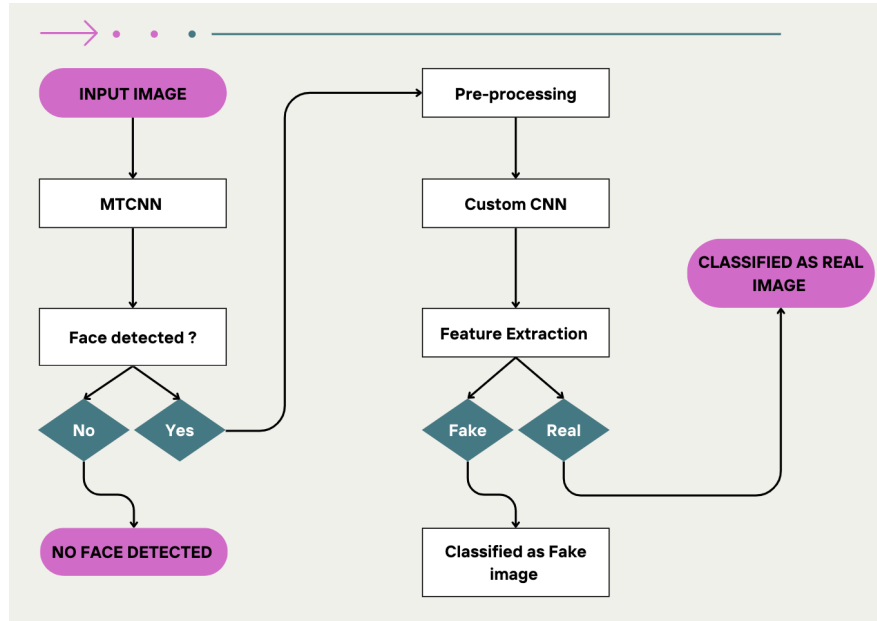 INPUT IMAGE
MTCNN
Face detected ?
No
Yes
NO FACE DETECTED
Pre-processing
Custom CNN
Feature Extraction
Fake
Real
Classified as Fake
image
CLASSIFIED AS REAL
IMAGE